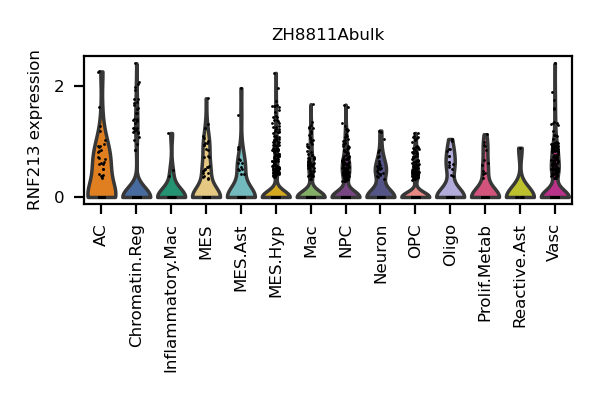 ZH8811Abulk
RNF213 expression
2
0
AC
Chromatin.Reg
Inflammatory.Mac
MES
MES.Ast
MES.Hyp
Mac
NPC
Neuron
OPC
Oligo
Prolif.Metab
Reactive.Ast
Vasc